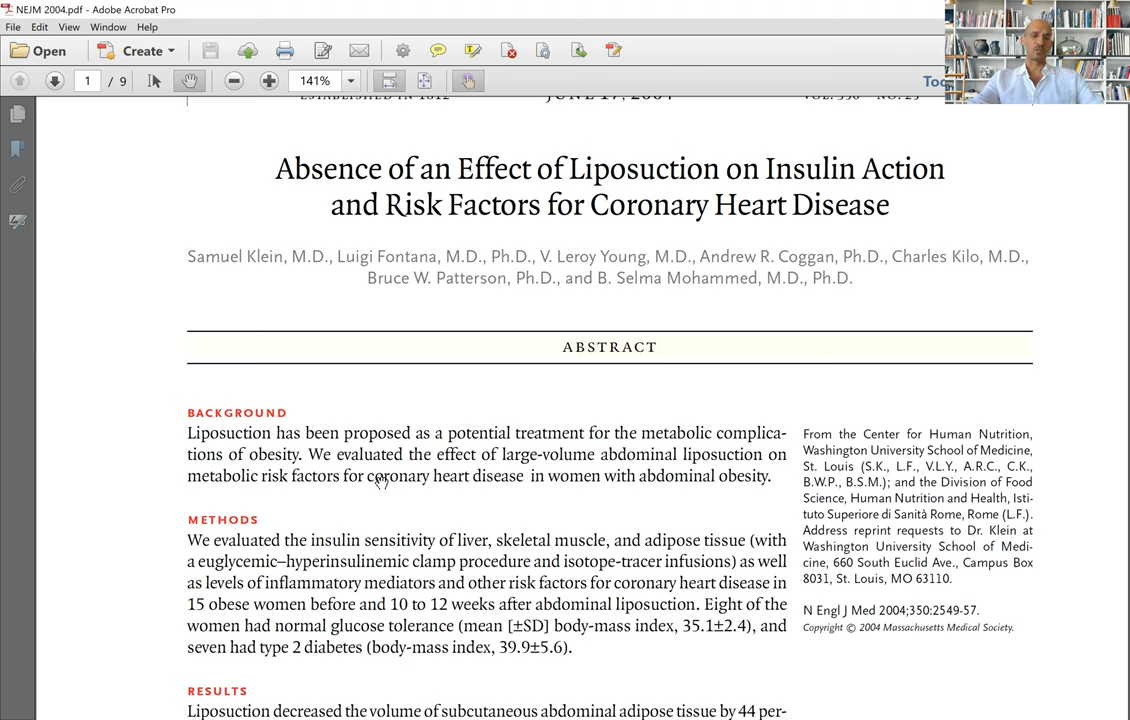 NEJM 2004.pdf - Adobe Acrobat Pro
File Edit View Window Help
Open Create
1 / 9 141%
ESTABLISHED IN 1812 JUNE 17, 2004 VOL. 350 NO. 25
Absence of an Effect of Liposuction on Insulin Action
and Risk Factors for Coronary Heart Disease
Samuel Klein, M.D., Luigi Fontana, M.D., Ph.D., V. Leroy Young, M.D., Andrew R. Coggan, Ph.D., Charles Kilo, M.D.,
Bruce W. Patterson, Ph.D., and B. Selma Mohammed, M.D., Ph.D.
ABSTRACT
BACKGROUND
Liposuction has been proposed as a potential treatment for the metabolic complica-
tions of obesity. We evaluated the effect of large-volume abdominal liposuction on
metabolic risk factors for coronary heart disease in women with abdominal obesity.
METHODS
We evaluated the insulin sensitivity of liver, skeletal muscle, and adipose tissue (with
a euglycemic–hyperinsulinemic clamp procedure and isotope-tracer infusions) as well
as levels of inflammatory mediators and other risk factors for coronary heart disease in
15 obese women before and 10 to 12 weeks after abdominal liposuction. Eight of the
women had normal glucose tolerance (mean [±SD] body-mass index, 35.1±2.4), and
seven had type 2 diabetes (body-mass index, 39.9±5.6).
RESULTS
Liposuction decreased the volume of subcutaneous abdominal adipose tissue by 44 per-
From the Center for Human Nutrition,
Washington University School of Medicine,
St. Louis (S.K., L.F., V.L.Y., A.R.C., C.K.,
B.W.P., B.S.M.); and the Division of Food
Science, Human Nutrition and Health, Isti-
tuto Superiore di Sanità Rome, Rome (L.F.).
Address reprint requests to Dr. Klein at
Washington University School of Medi-
cine, 660 South Euclid Ave., Campus Box
8031, St. Louis, MO 63110.
N Engl J Med 2004;350:2549-57.
Copyright © 2004 Massachusetts Medical Society.